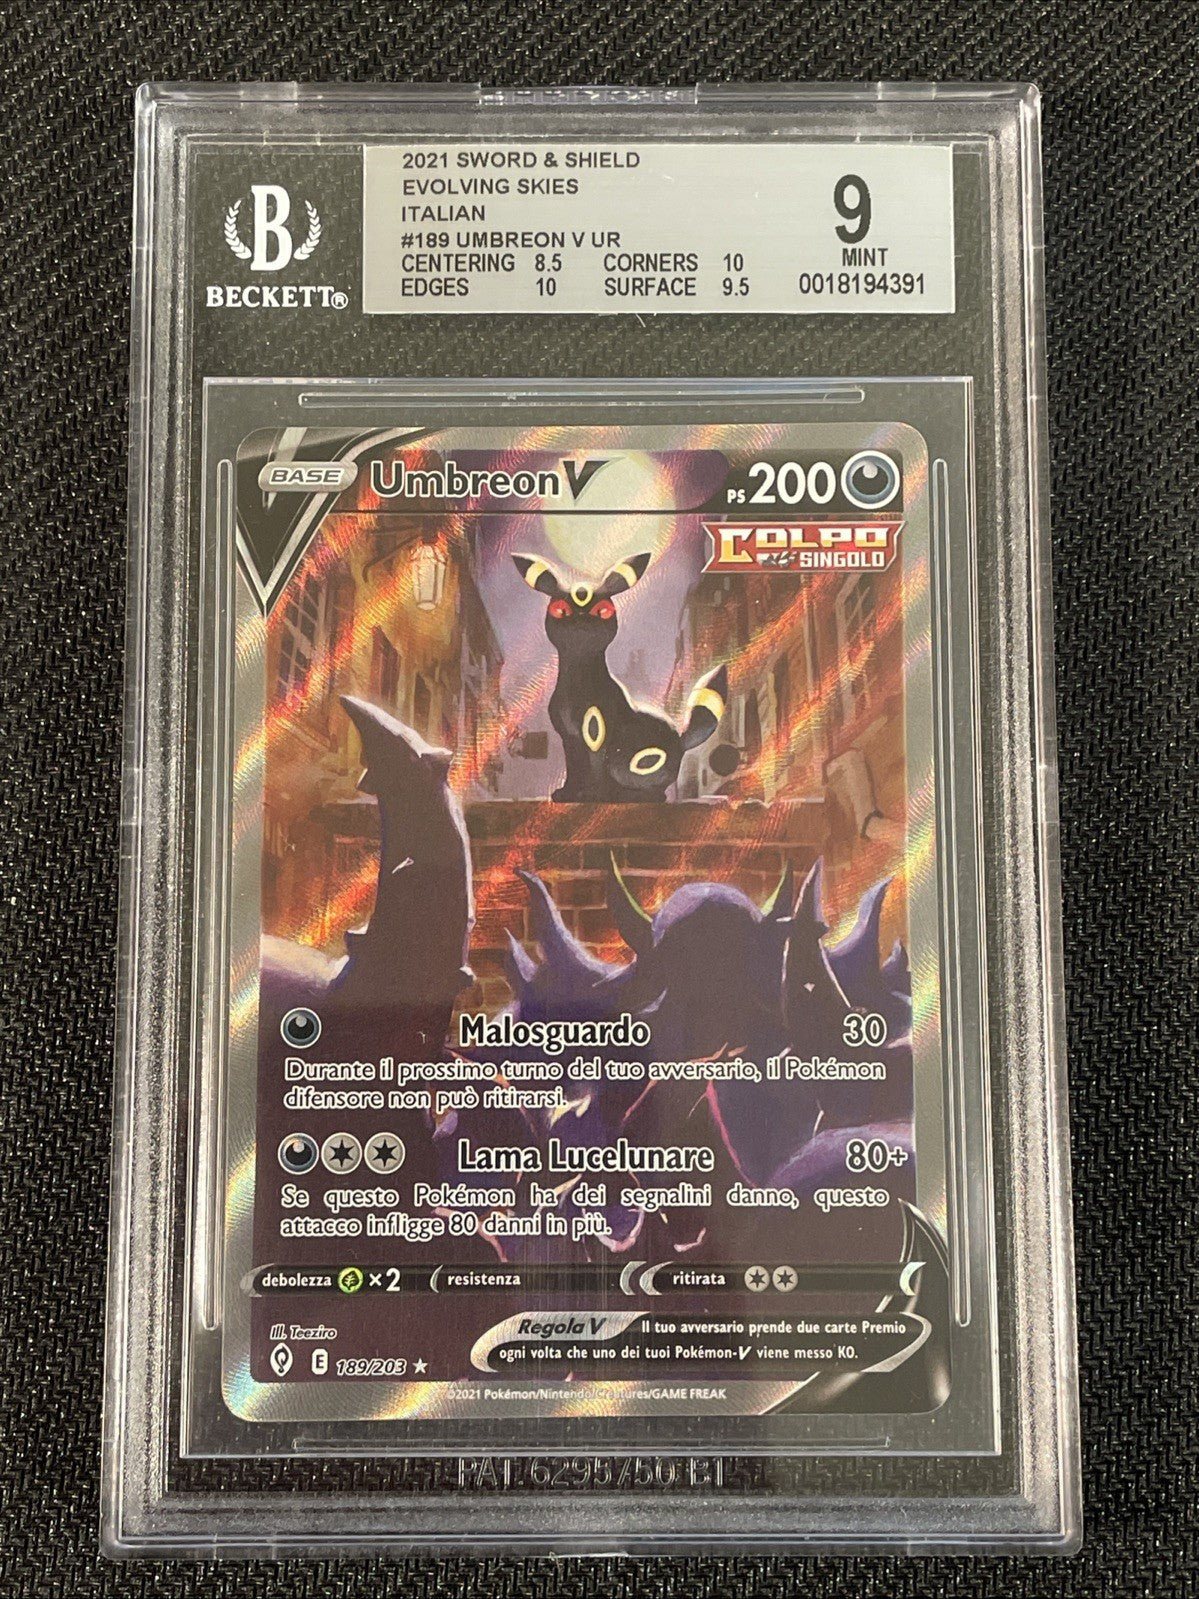 2021 SWORD & SHIELD
EVOLVING SKIES
ITALIAN
#189 UMBREON V UR
CENTERING 8.5 CORNERS 10
EDGES 10 SURFACE 9.5
9
MINT
0018194391
B
BECKETT®
BASE Umbreon V PS 200
COLPO
SINGOLO
Malosguardo 30
Durante il prossimo turno del tuo avversario, il Pokémon
difensore non può ritirarsi.
Lama Lucelunare 80+
Se questo Pokémon ha dei segnalini danno, questo
attacco infligge 80 danni in più.
debolezza ×2 resistenza ritirata
Ill. Teeziro
Regola V Il tuo avversario prende due carte Premio
ogni volta che uno dei tuoi Pokémon-V viene messo KO.
E 189/203 ★
©2021 Pokémon/Nintendo/Creatures/GAME FREAK
PAT. 6295750 B1